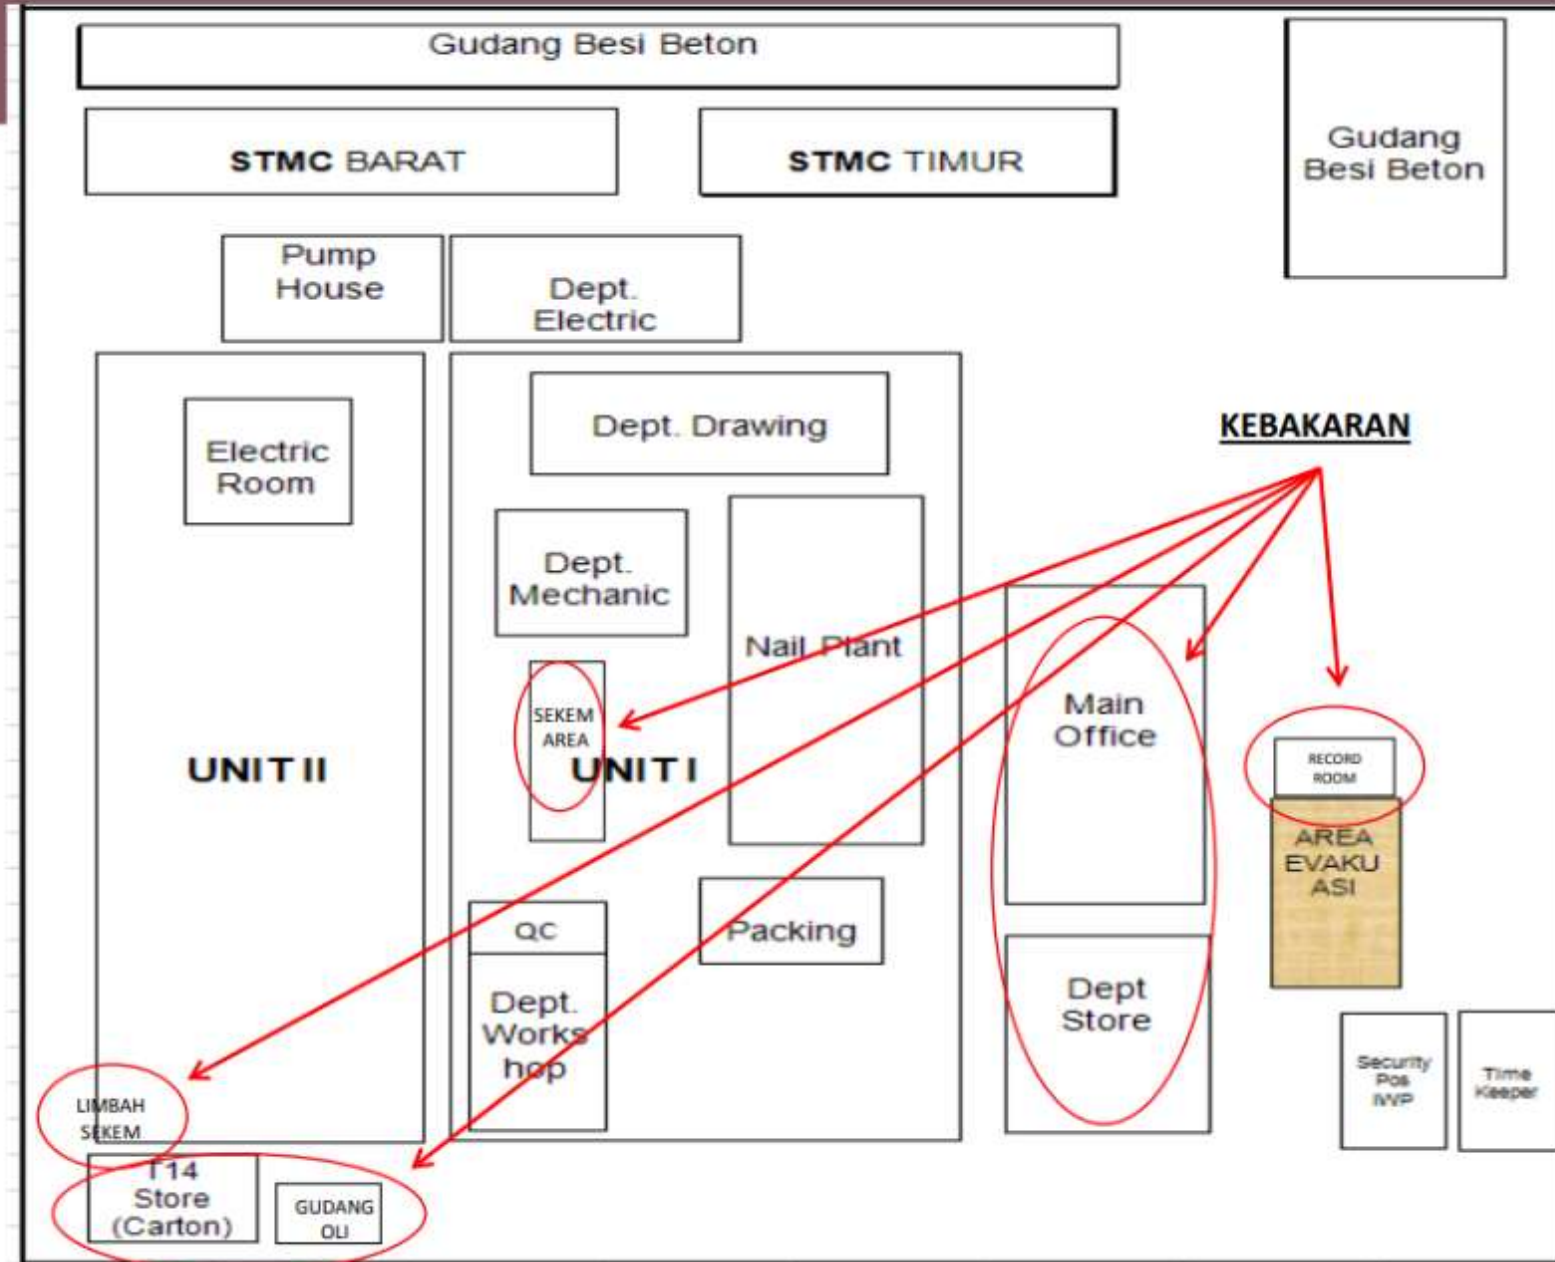 Gudang Besi Beton
STMC BARAT
STMC TIMUR
Gudang
Besi Beton
Pump
House
Dept.
Electric
Electric
Room
Dept. Drawing
KEBAKARAN
Dept.
Mechanic
Nail Plant
SEKEM
AREA
UNIT II
UNIT I
Main
Office
RECORD
ROOM
AREA
EVAKU
ASI
QC
Packing
Dept.
Works
hop
Dept
Store
Security
Pos
IWP
Time
Keeper
LIMBAH
SEKEM
T14
Store
(Carton)
GUDANG
OLI